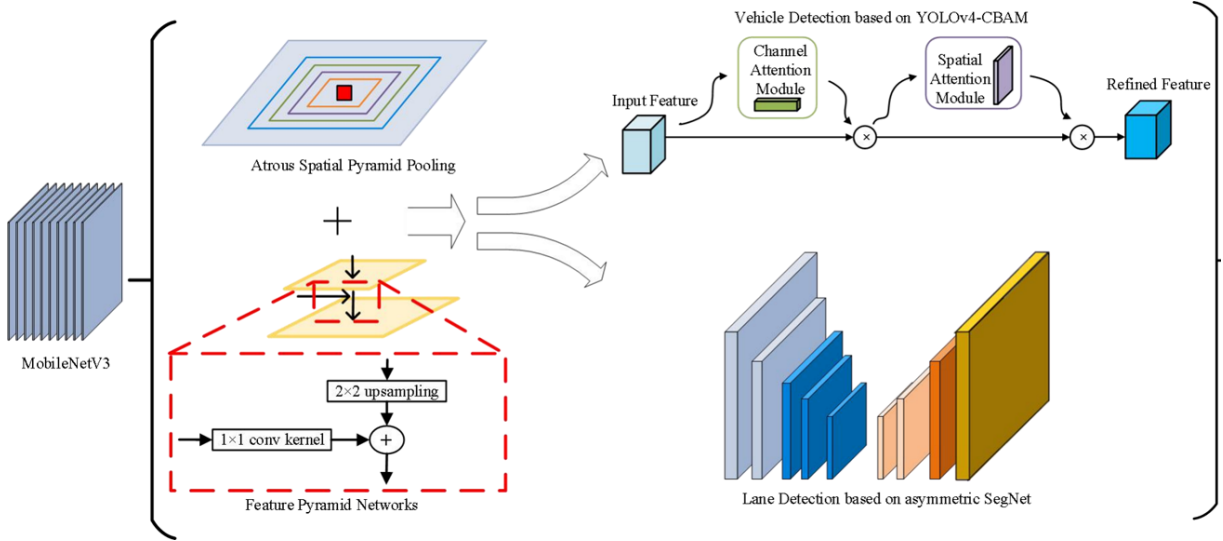 MobileNetV3
Atrous Spatial Pyramid Pooling
+
2×2 upsampling
1×1 conv kernel
+
Feature Pyramid Networks
Vehicle Detection based on YOLOv4-CBAM
Input Feature
Channel
Attention
Module
×
Spatial
Attention
Module
×
Refined Feature
Lane Detection based on asymmetric SegNet